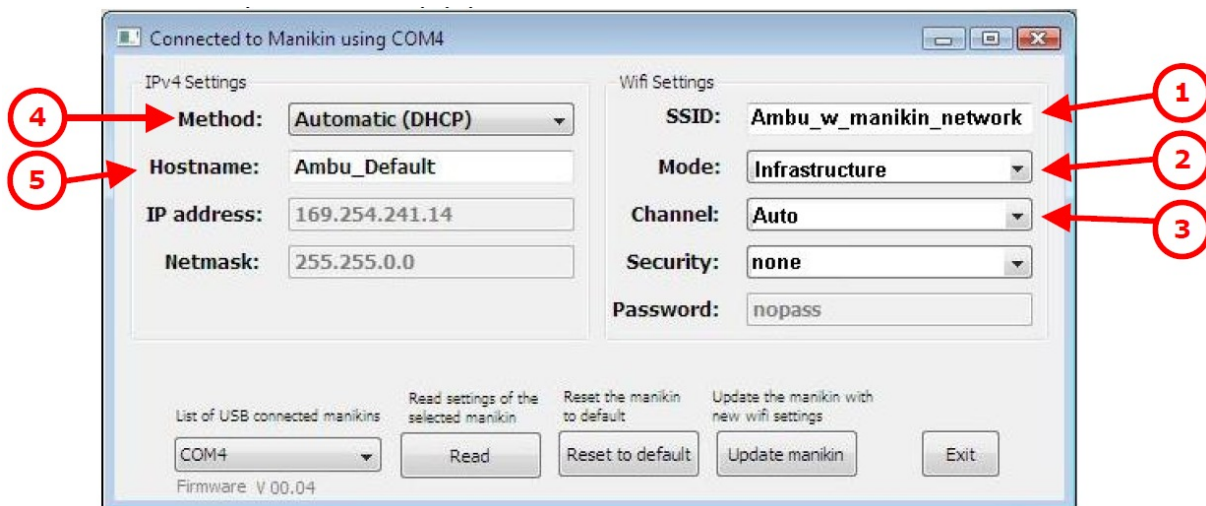 Connected to Manikin using COM4
IPv4 Settings
4
Method: Automatic (DHCP)
5
Hostname: Ambu_Default
IP address: 169.254.241.14
Netmask: 255.255.0.0
Wifi Settings
SSID: Ambu_w_manikin_network
1
Mode: Infrastructure
2
Channel: Auto
3
Security: none
Password: nopass
List of USB connected manikins
COM4
Firmware V 00.04
Read settings of the
selected manikin
Read
Reset the manikin
to default
Reset to default
Update the manikin with
new wifi settings
Update manikin
Exit